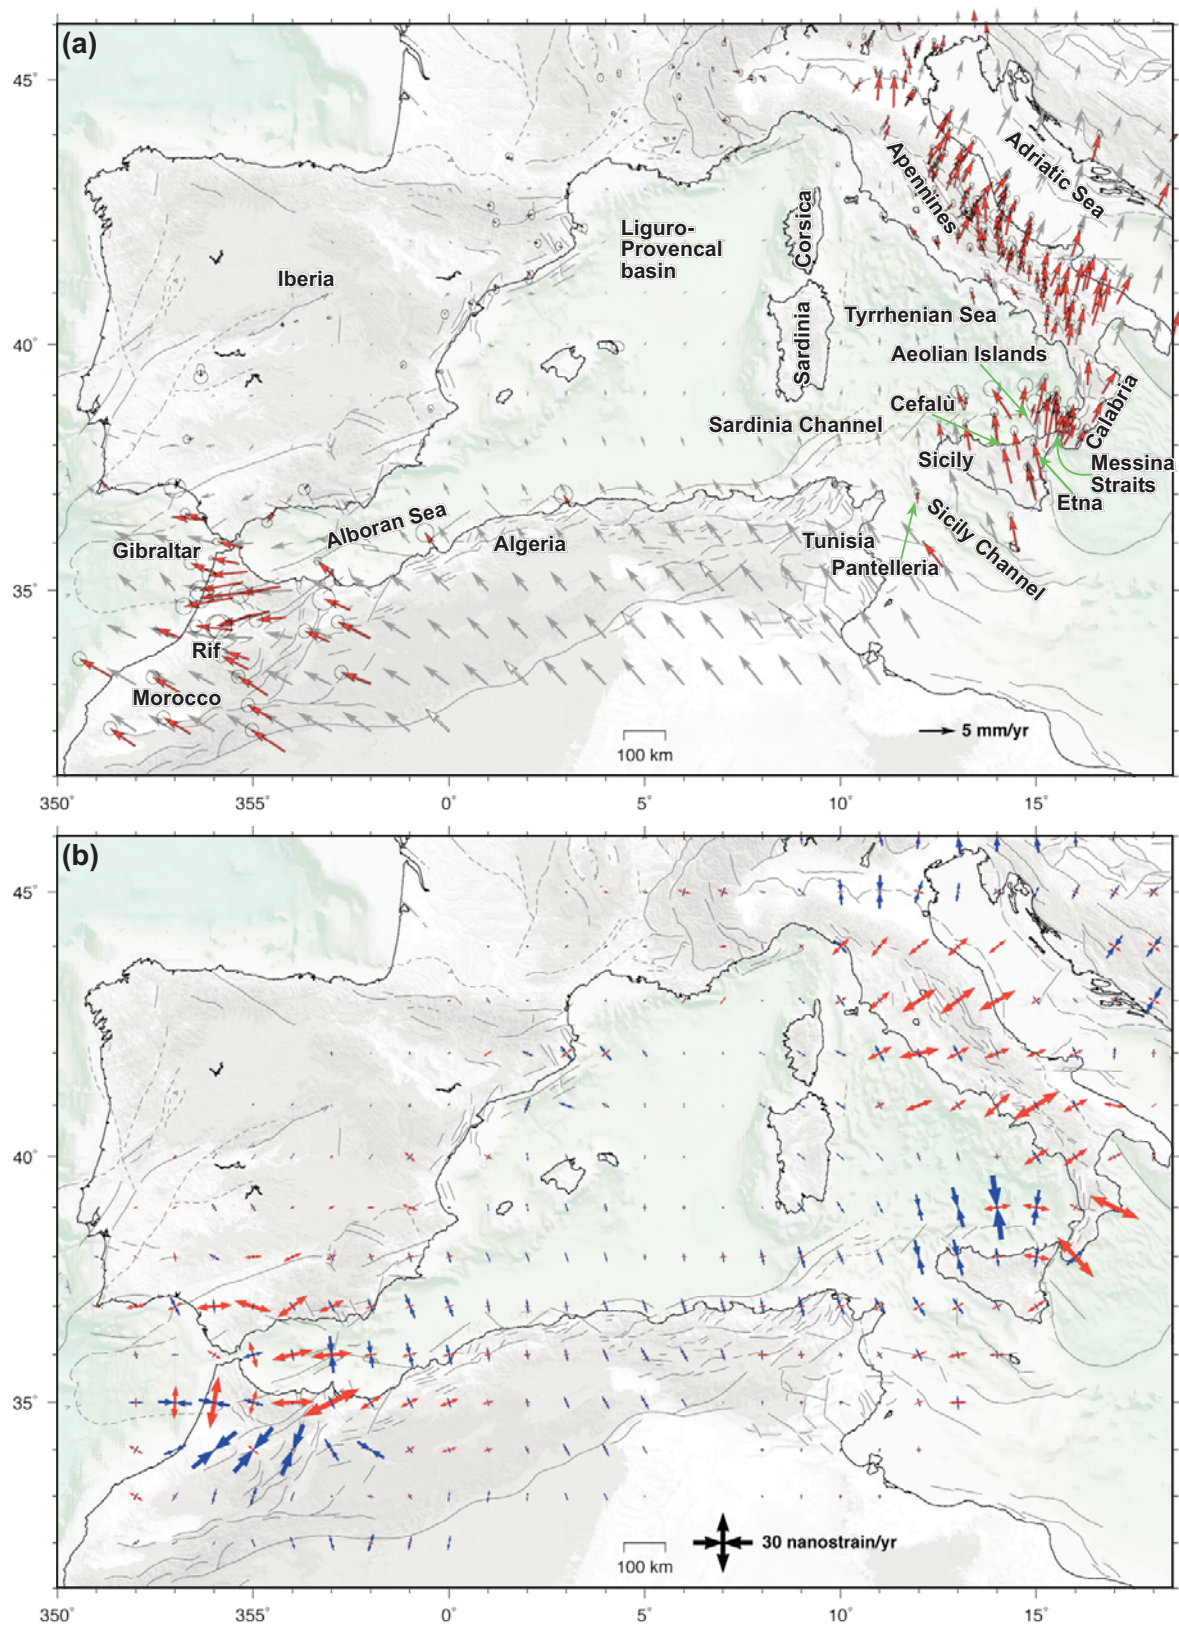 (a)
45°
Adriatic Sea
Apennines
Corsica
Liguro-
Provencal
basin
Iberia
Sardinia
Tyrrhenian Sea
40°
Aeolian Islands
Cefalù
Calabria
Sardinia Channel
Sicily
Messina
Straits
Etna
Alboran Sea
Sicily Channel
Gibraltar
Algeria
Tunisia
Pantelleria
35°
Rif
Morocco
100 km
5 mm/yr
350° 355° 0° 5° 10° 15°
(b)
45°
40°
35°
100 km
30 nanostrain/yr
350° 355° 0° 5° 10° 15°